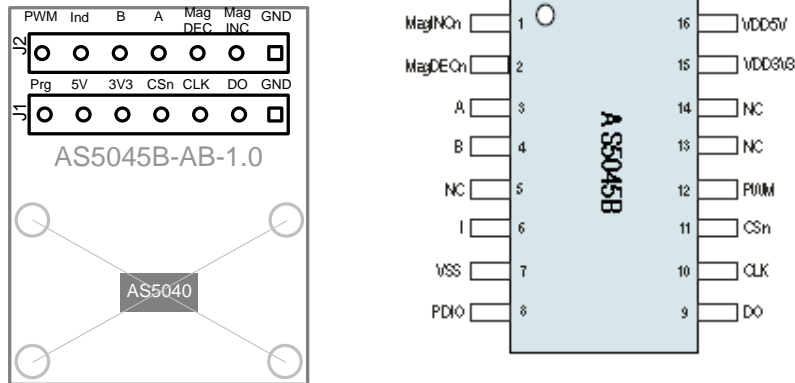 PWM Ind B A Mag DEC Mag INC GND
J2
Prg 5V 3V3 CSn CLK DO GND
J1
AS5045B-AB-1.0
AS5040
MagINCn 1 16 VDD5V
MagDECn 2 15 VDD3V3
A 3 14 NC
B 4 13 NC
NC 5 12 PWM
I 6 11 CSn
VSS 7 10 CLK
PDIO 8 9 DO
AS5045B